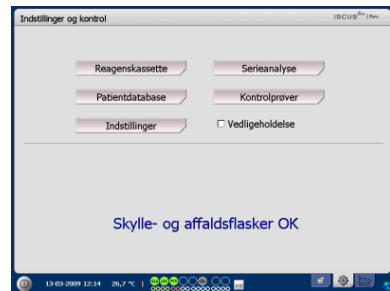 Indstillinger og kontrol
ISCUSflex
Reagenskassette Serieanalyse
Patientdatabase Kontrolprøver
Indstillinger Vedligeholdelse
Skylle- og affaldsflasker OK
13-03-2009 12:14 26,7 °C